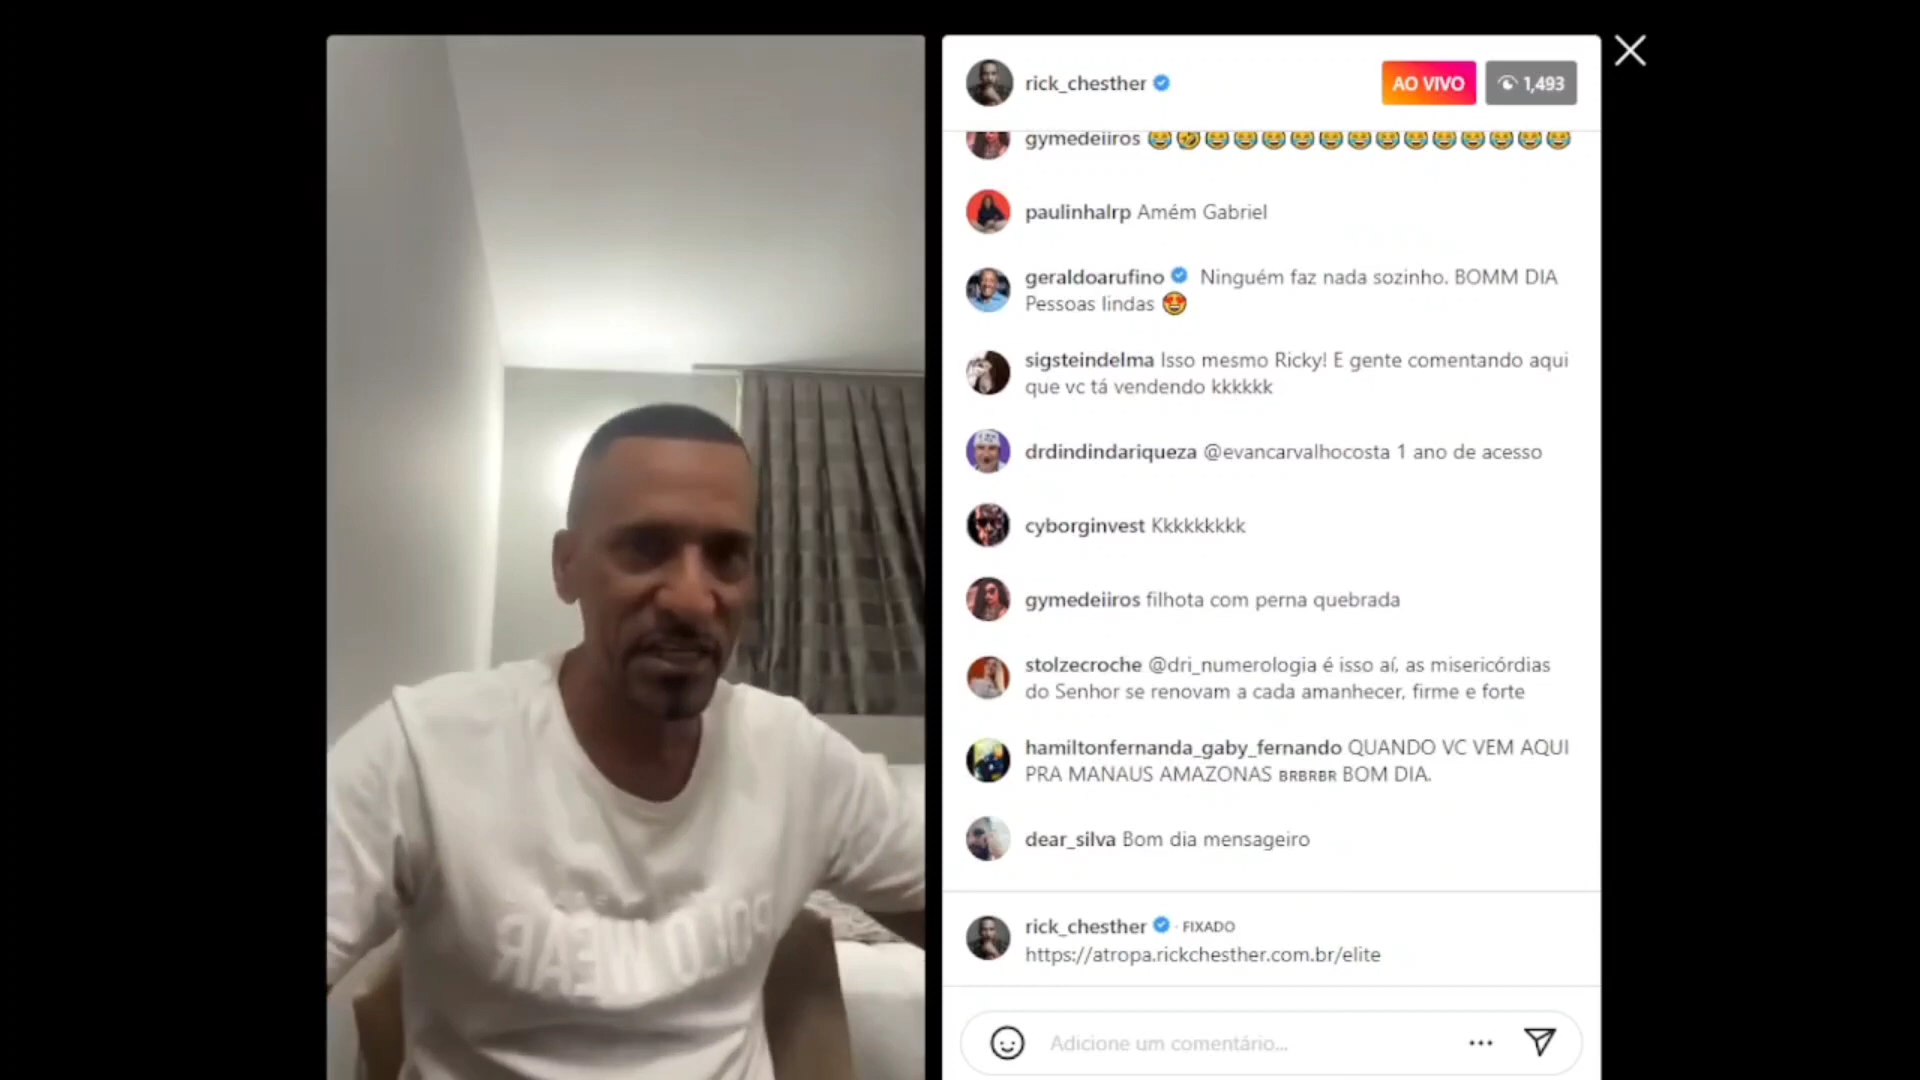 rick_chesther
AO VIVO
1,493
gymedeiiros 😂🤣😂😂😂😂😂😂😂😂😂😂😂😂😂
paulinhalrp Amém Gabriel
geraldoarufino Ninguém faz nada sozinho. BOMM DIA
Pessoas lindas 🤩
sigsteindelma Isso mesmo Ricky! E gente comentando aqui
que vc tá vendendo kkkkkk
drdindindariqueza @evancarvalhocosta 1 ano de acesso
cyborginvest Kkkkkkkkk
gymedeiiros filhota com perna quebrada
stolzecroche @dri_numerologia é isso aí, as misericórdias
do Senhor se renovam a cada amanhecer, firme e forte
hamiltonfernanda_gaby_fernando QUANDO VC VEM AQUI
PRA MANAUS AMAZONAS ʙʀʙʀʙʀ BOM DIA.
dear_silva Bom dia mensageiro
rick_chesther · FIXADO
https://atropa.rickchesther.com.br/elite
Adicione um comentário...
POLO WEAR